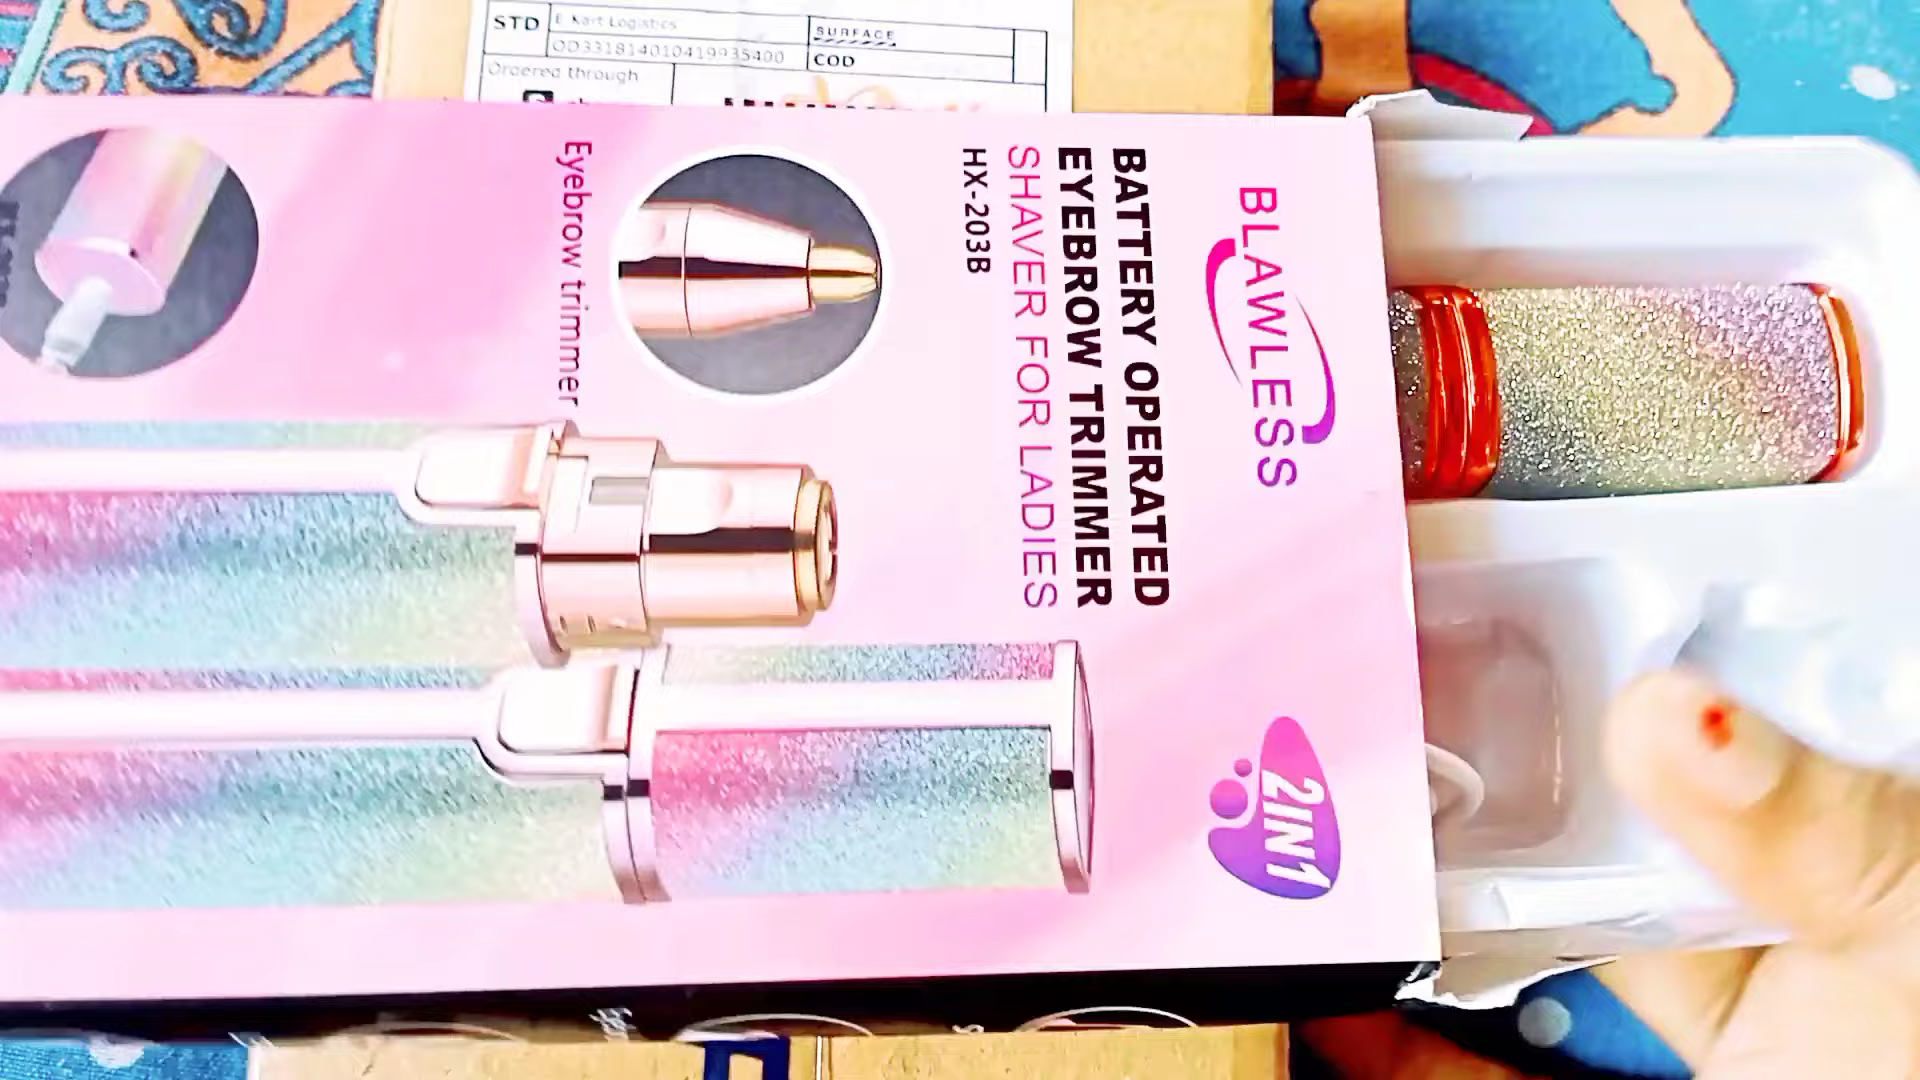 STD
E-Kart Logistics
OD331814010419935400
SURFACE
COD
Ordered through
BLAWLESS
BATTERY OPERATED
EYEBROW TRIMMER
SHAVER FOR LADIES
HX-203B
Eyebrow trimmer
2IN1